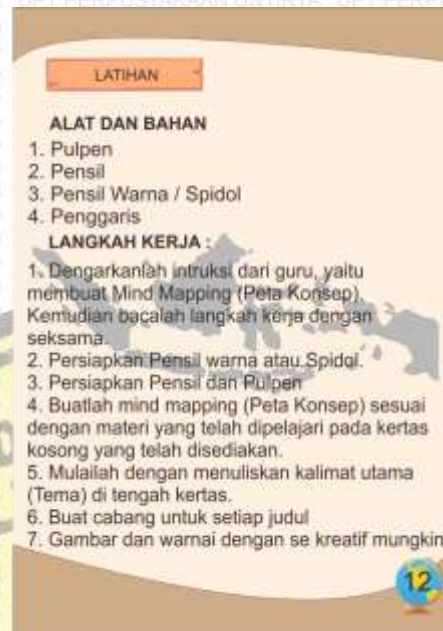 LATIHAN
ALAT DAN BAHAN
1. Pulpen
2. Pensil
3. Pensil Warna / Spidol
4. Penggaris
LANGKAH KERJA :
1. Dengarkanlah intruksi dari guru, yaitu
membuat Mind Mapping (Peta Konsep).
Kemudian bacalah langkah kerja dengan
seksama.
2. Persiapkan Pensil warna atau Spidol.
3. Persiapkan Pensil dan Pulpen
4. Buatlah mind mapping (Peta Konsep) sesuai
dengan materi yang telah dipelajari pada kertas
kosong yang telah disediakan.
5. Mulailah dengan menuliskan kalimat utama
(Tema) di tengah kertas.
6. Buat cabang untuk setiap judul
7. Gambar dan warnai dengan se kreatif mungkin
12